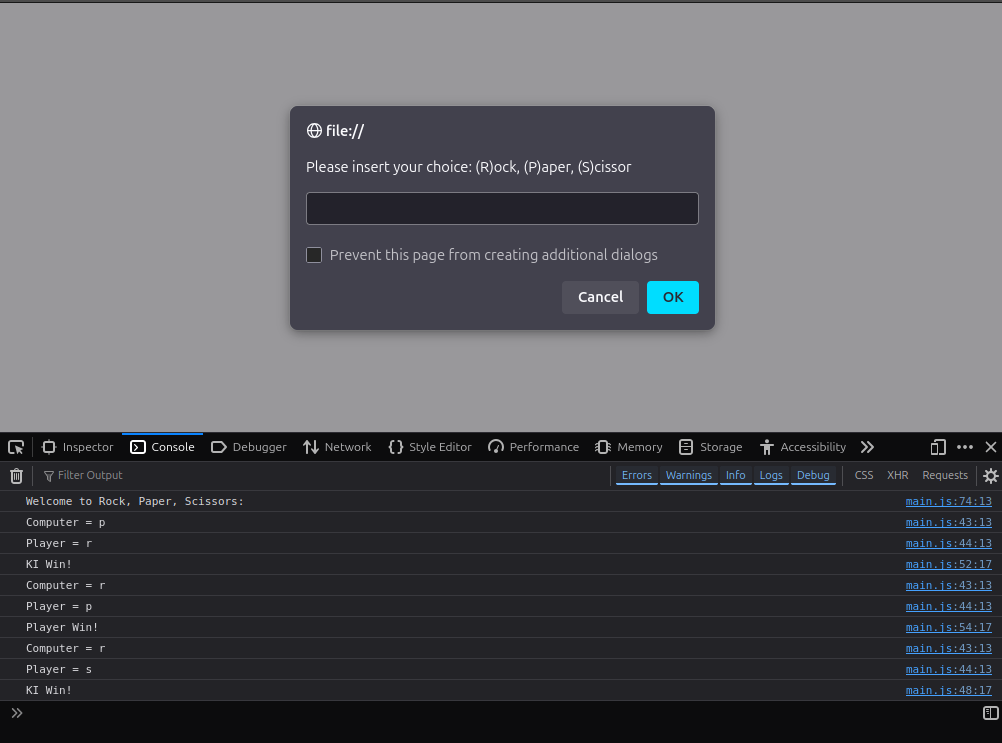 file://
Please insert your choice: (R)ock, (P)aper, (S)cissor
Prevent this page from creating additional dialogs
Cancel OK
Inspector Console Debugger Network Style Editor Performance Memory Storage Accessibility
Filter Output Errors Warnings Info Logs Debug CSS XHR Requests
Welcome to Rock, Paper, Scissors: main.js:74:13
Computer = p main.js:43:13
Player = r main.js:44:13
KI Win! main.js:52:17
Computer = r main.js:43:13
Player = p main.js:44:13
Player Win! main.js:54:17
Computer = r main.js:43:13
Player = s main.js:44:13
KI Win! main.js:48:17